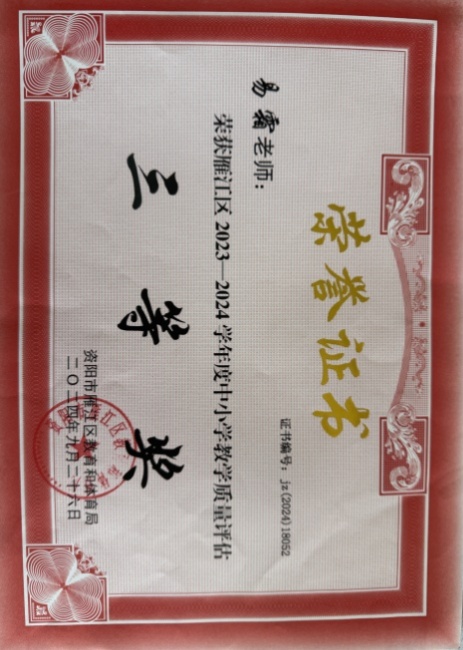 荣誉证书
证书编号：jz(2024)18052
易霜老师：
荣获雁江区2023—2024学年度中小学教学质量评估
三等奖
资阳市雁江区教育和体育局
二〇二四年九月二十六日